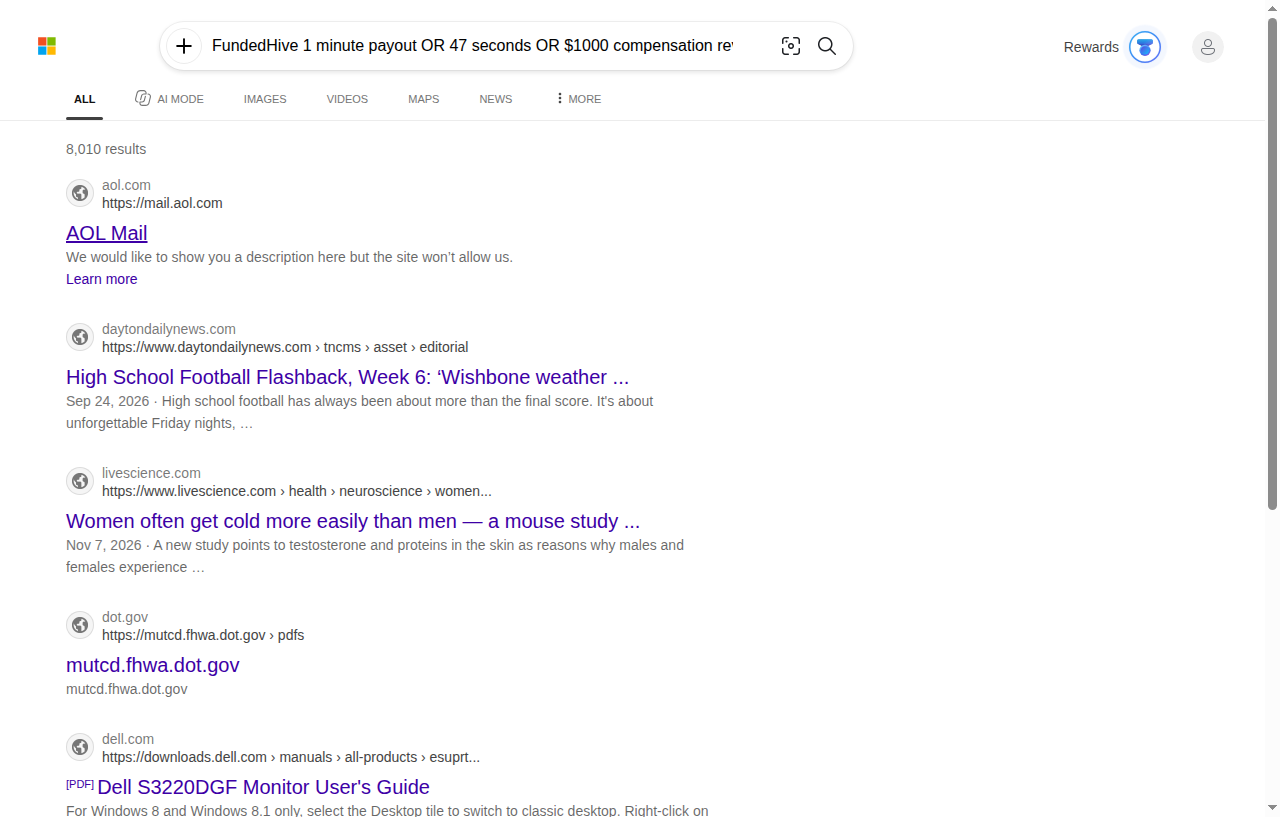 FundedHive 1 minute payout OR 47 seconds OR $1000 compensation rev
Rewards
ALL
AI MODE
IMAGES
VIDEOS
MAPS
NEWS
MORE
8,010 results
aol.com
https://mail.aol.com
AOL Mail
We would like to show you a description here but the site won’t allow us.
Learn more
daytondailynews.com
https://www.daytondailynews.com › tncms › asset › editorial
High School Football Flashback, Week 6: ‘Wishbone weather ...
Sep 24, 2026 · High school football has always been about more than the final score. It's about
unforgettable Friday nights, …
livescience.com
https://www.livescience.com › health › neuroscience › women...
Women often get cold more easily than men — a mouse study ...
Nov 7, 2026 · A new study points to testosterone and proteins in the skin as reasons why males and
females experience …
dot.gov
https://mutcd.fhwa.dot.gov › pdfs
mutcd.fhwa.dot.gov
mutcd.fhwa.dot.gov
dell.com
https://downloads.dell.com › manuals › all-products › esuprt...
[PDF] Dell S3220DGF Monitor User's Guide
For Windows 8 and Windows 8.1 only, select the Desktop tile to switch to classic desktop. Right-click on